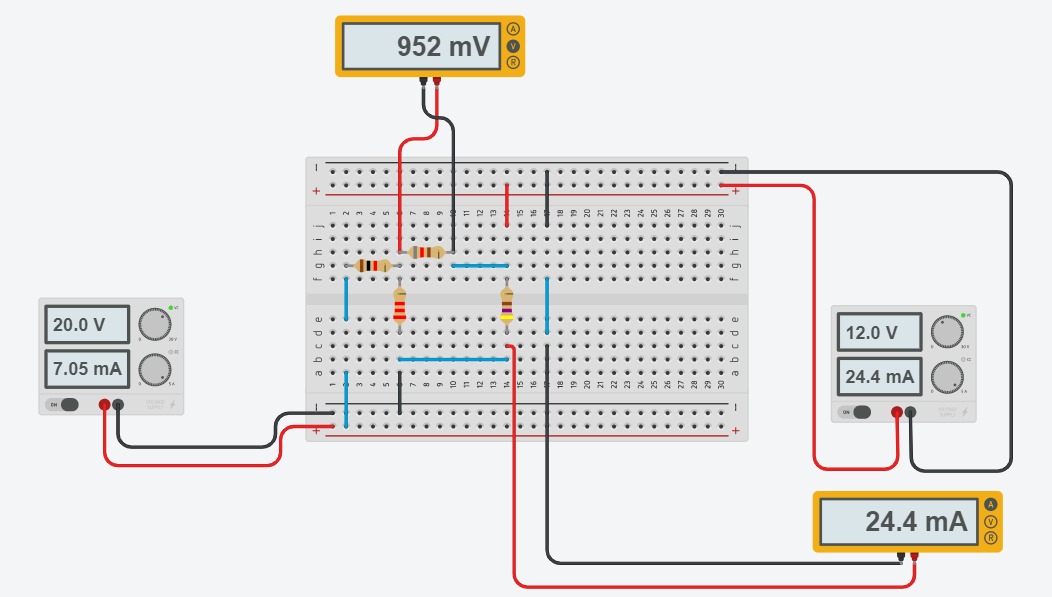 952 mV
A
V
R
− −
+ +
1 2 3 4 5 6 7 8 9 10 11 12 13 14 15 16 17 18 19 20 21 22 23 24 25 26 27 28 29 30
j j
i i
h h
g g
f f
e e
d d
c c
b b
a a
1 2 3 4 5 6 7 8 9 10 11 12 13 14 15 16 17 18 19 20 21 22 23 24 25 26 27 28 29 30
− −
+ +
20.0 V
7.05 mA
ON
12.0 V
24.4 mA
ON
24.4 mA
A
V
R